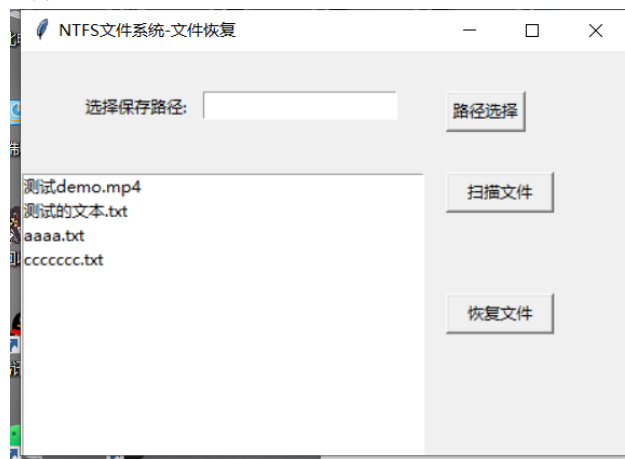 NTFS文件系统-文件恢复
选择保存路径:
路径选择
测试demo.mp4
测试的文本.txt
aaaa.txt
ccccccc.txt
扫描文件
恢复文件